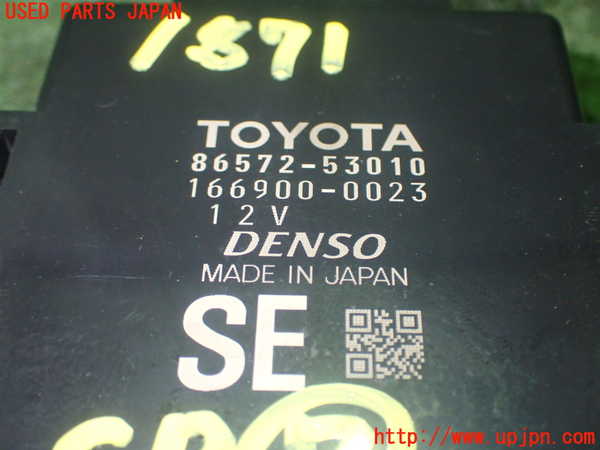 USED PARTS JAPAN
1871
TOYOTA
86572-53010
166900-0023
12V
DENSO
MADE IN JAPAN
SE
http://www.upjpn.com